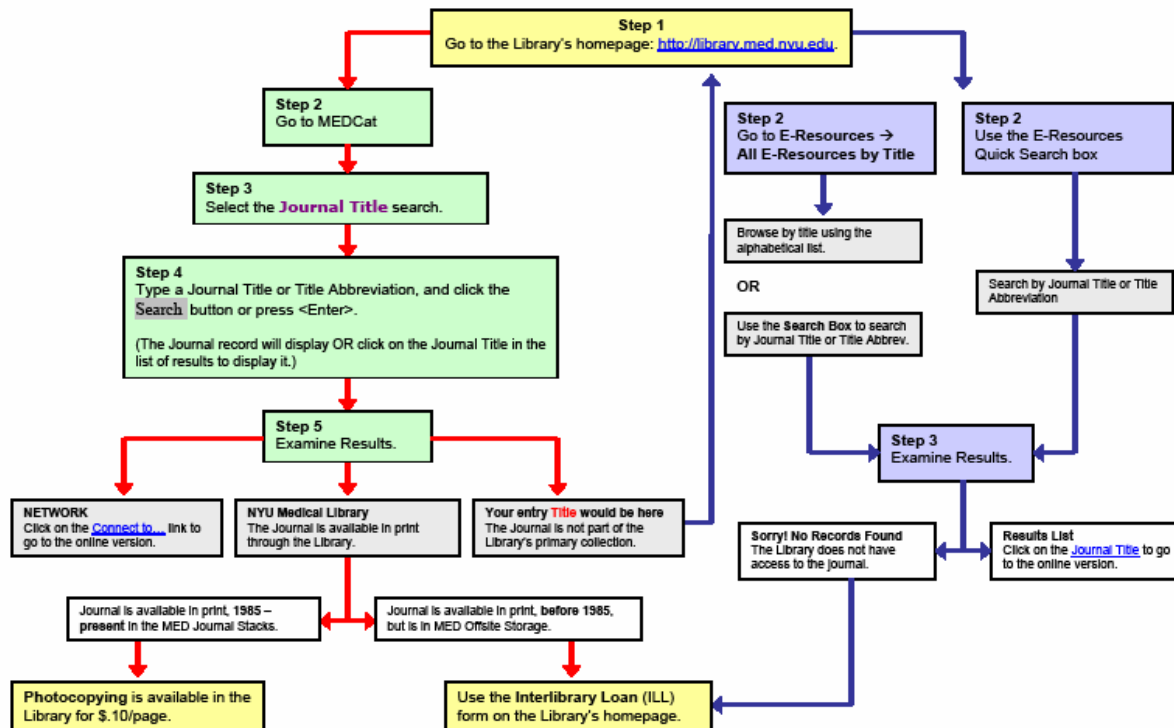 Step 1
Go to the Library's homepage: http://library.med.nyu.edu.
Step 2
Go to MEDCat
Step 3
Select the Journal Title search.
Step 4
Type a Journal Title or Title Abbreviation, and click the
Search button or press <Enter>.
(The Journal record will display OR click on the Journal Title in the
list of results to display it.)
Step 5
Examine Results.
NETWORK
Click on the Connect to... link to
go to the online version.
NYU Medical Library
The Journal is available in print
through the Library.
Your entry Title would be here
The Journal is not part of the
Library's primary collection.
Journal is available in print, 1985 –
present in the MED Journal Stacks.
Journal is available in print, before 1985,
but is in MED Offsite Storage.
Photocopying is available in the
Library for $.10/page.
Use the Interlibrary Loan (ILL)
form on the Library's homepage.
Step 2
Go to E-Resources →
All E-Resources by Title
Browse by title using the
alphabetical list.
OR
Use the Search Box to search
by Journal Title or Title Abbrev.
Step 2
Use the E-Resources
Quick Search box
Search by Journal Title or Title
Abbreviation
Step 3
Examine Results.
Sorry! No Records Found
The Library does not have
access to the journal.
Results List
Click on the Journal Title to go
to the online version.